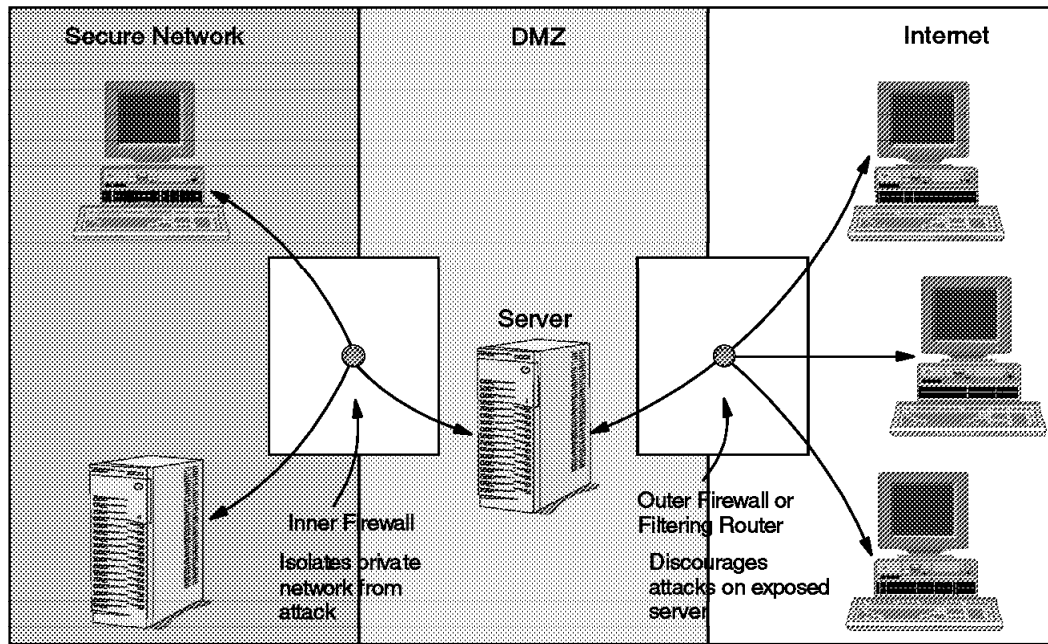 Secure Network
DMZ
Internet
Server
Inner Firewall
Isolates private
network from
attack
Outer Firewall or
Filtering Router
Discourages
attacks on exposed
server